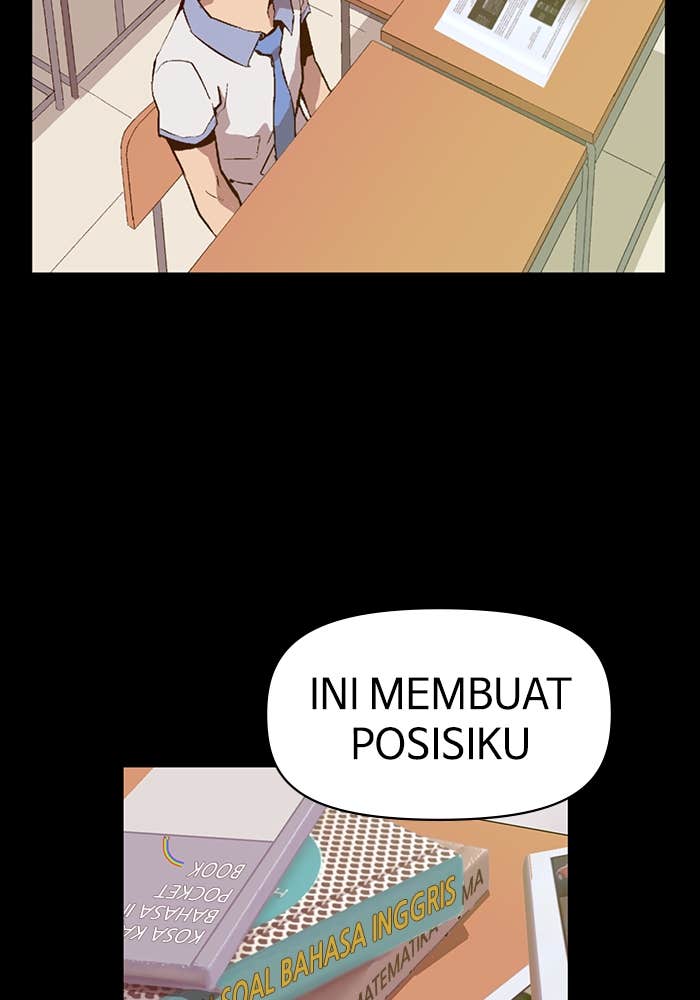 INI MEMBUAT
POSISIKU
BOOK
POCKET
BAHASA I
KOSA KA
SOAL BAHASA INGGRIS
MATEMATIKA
MA